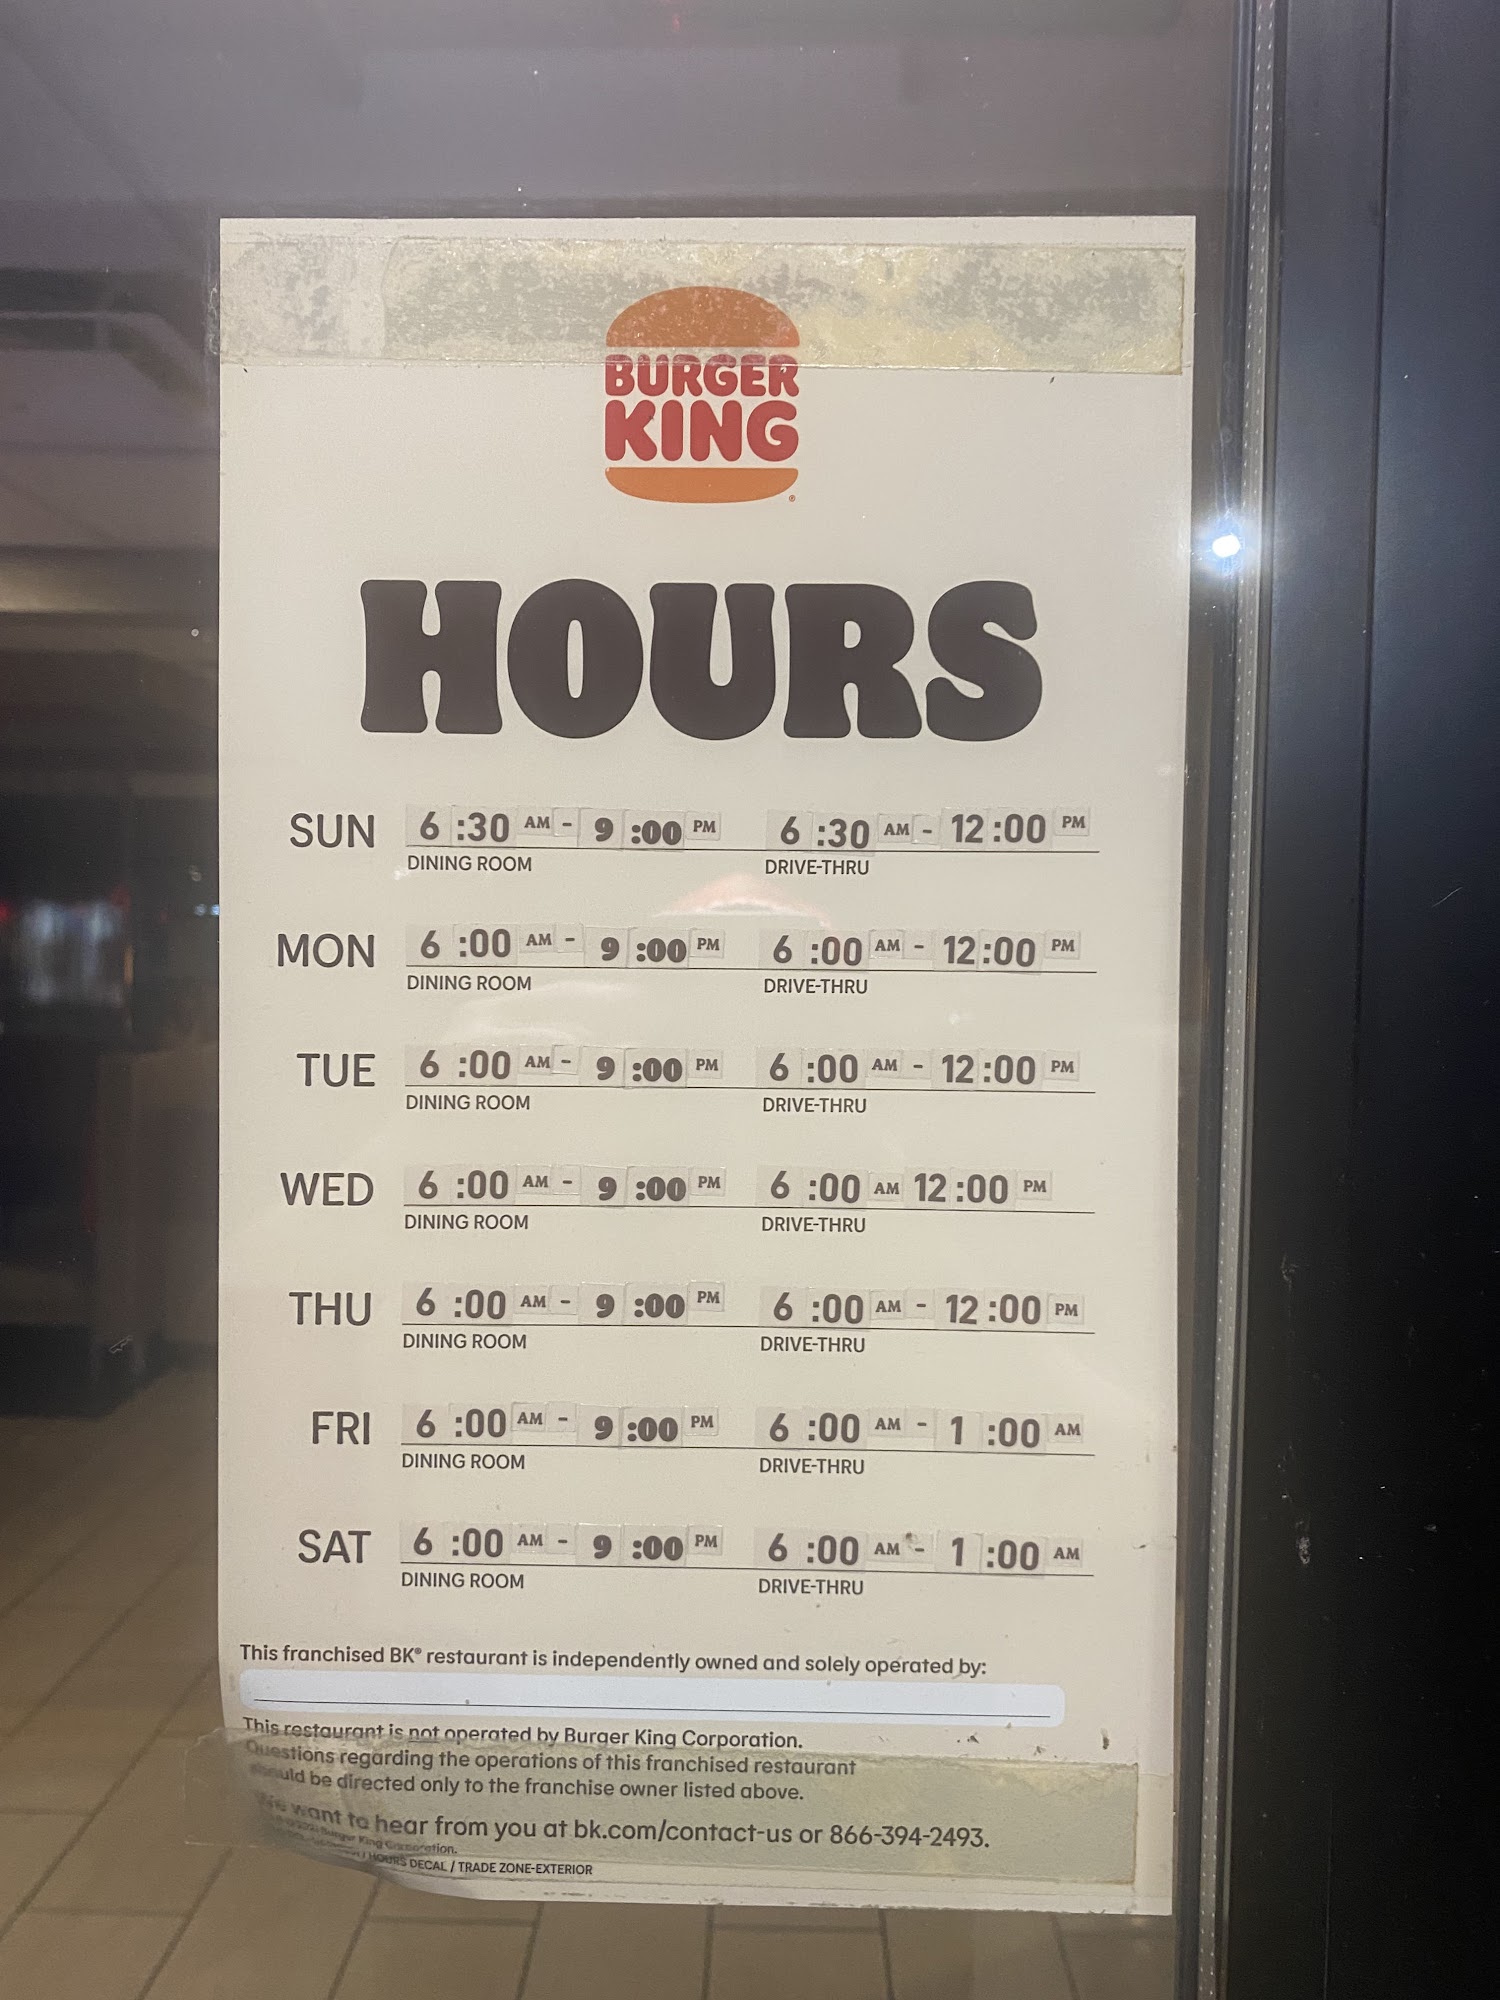 BURGER
KING
®
HOURS
SUN 6:30 AM - 9:00 PM 6:30 AM - 12:00 PM
DINING ROOM DRIVE-THRU
MON 6:00 AM - 9:00 PM 6:00 AM - 12:00 PM
DINING ROOM DRIVE-THRU
TUE 6:00 AM - 9:00 PM 6:00 AM - 12:00 PM
DINING ROOM DRIVE-THRU
WED 6:00 AM - 9:00 PM 6:00 AM 12:00 PM
DINING ROOM DRIVE-THRU
THU 6:00 AM - 9:00 PM 6:00 AM - 12:00 PM
DINING ROOM DRIVE-THRU
FRI 6:00 AM - 9:00 PM 6:00 AM - 1:00 AM
DINING ROOM DRIVE-THRU
SAT 6:00 AM - 9:00 PM 6:00 AM - 1:00 AM
DINING ROOM DRIVE-THRU
This franchised BK® restaurant is independently owned and solely operated by:
This restaurant is not operated by Burger King Corporation.
Questions regarding the operations of this franchised restaurant
should be directed only to the franchise owner listed above.
We want to hear from you at bk.com/contact-us or 866-394-2493.
Burger King Corporation.
HOURS DECAL / TRADE ZONE-EXTERIOR